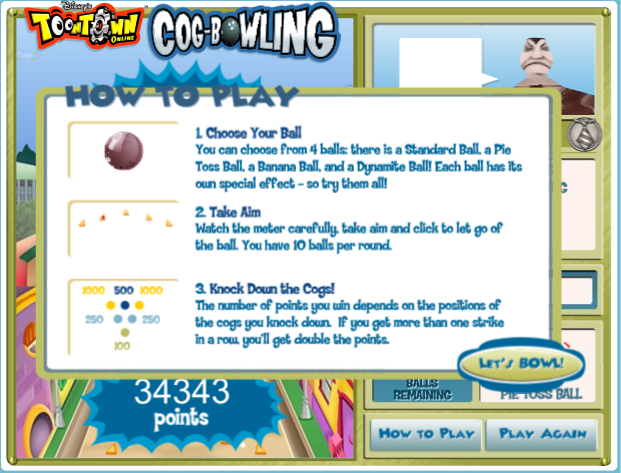 Disney's
TOONTOWN
ONLINE
COG-BOWLING
HOW TO PLAY
1. Choose Your Ball
You can choose from 4 balls: there is a Standard Ball, a Pie
Toss Ball, a Banana Ball, and a Dynamite Ball! Each ball has its
own special effect - so try them all!
2. Take Aim
Watch the meter carefully, take aim and click to let go of
the ball. You have 10 balls per round.
1000 500 1000
250 250
100
3. Knock Down the Cogs!
The number of points you win depends on the positions of
the cogs you knock down. If you get more than one strike
in a row, you'll get double the points.
LET'S BOWL!
34343
points
BALLS
REMAINING
PIE TOSS BALL
HOW TO PLAY
PLAY AGAIN